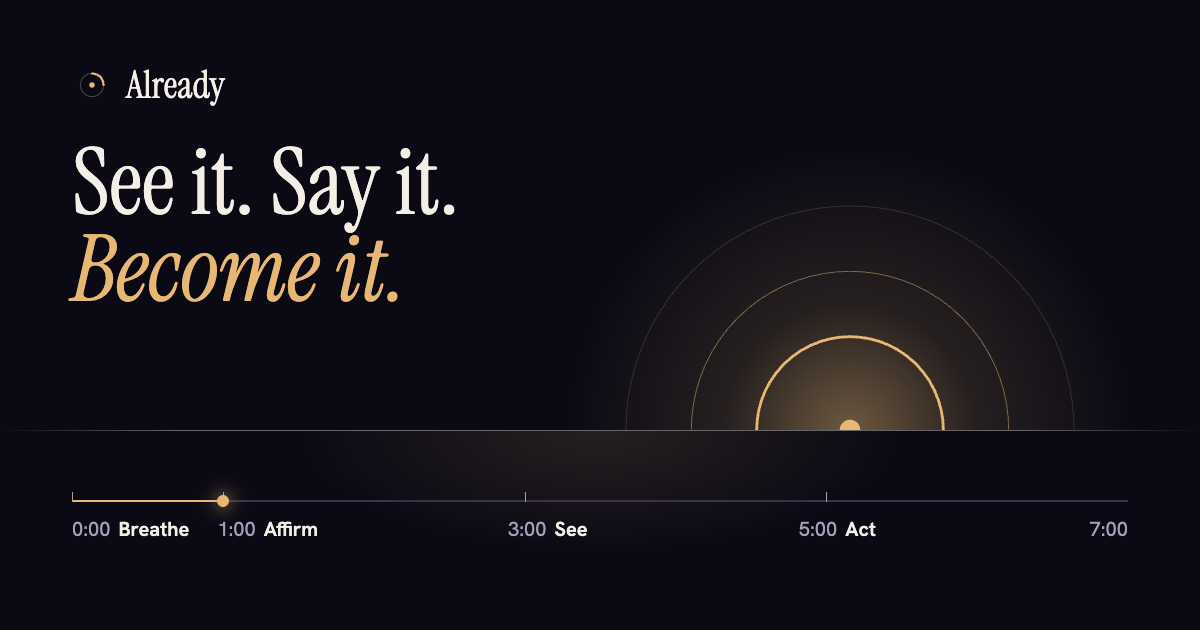 Already
See it. Say it.
Become it.
0:00 Breathe 1:00 Affirm 3:00 See 5:00 Act 7:00